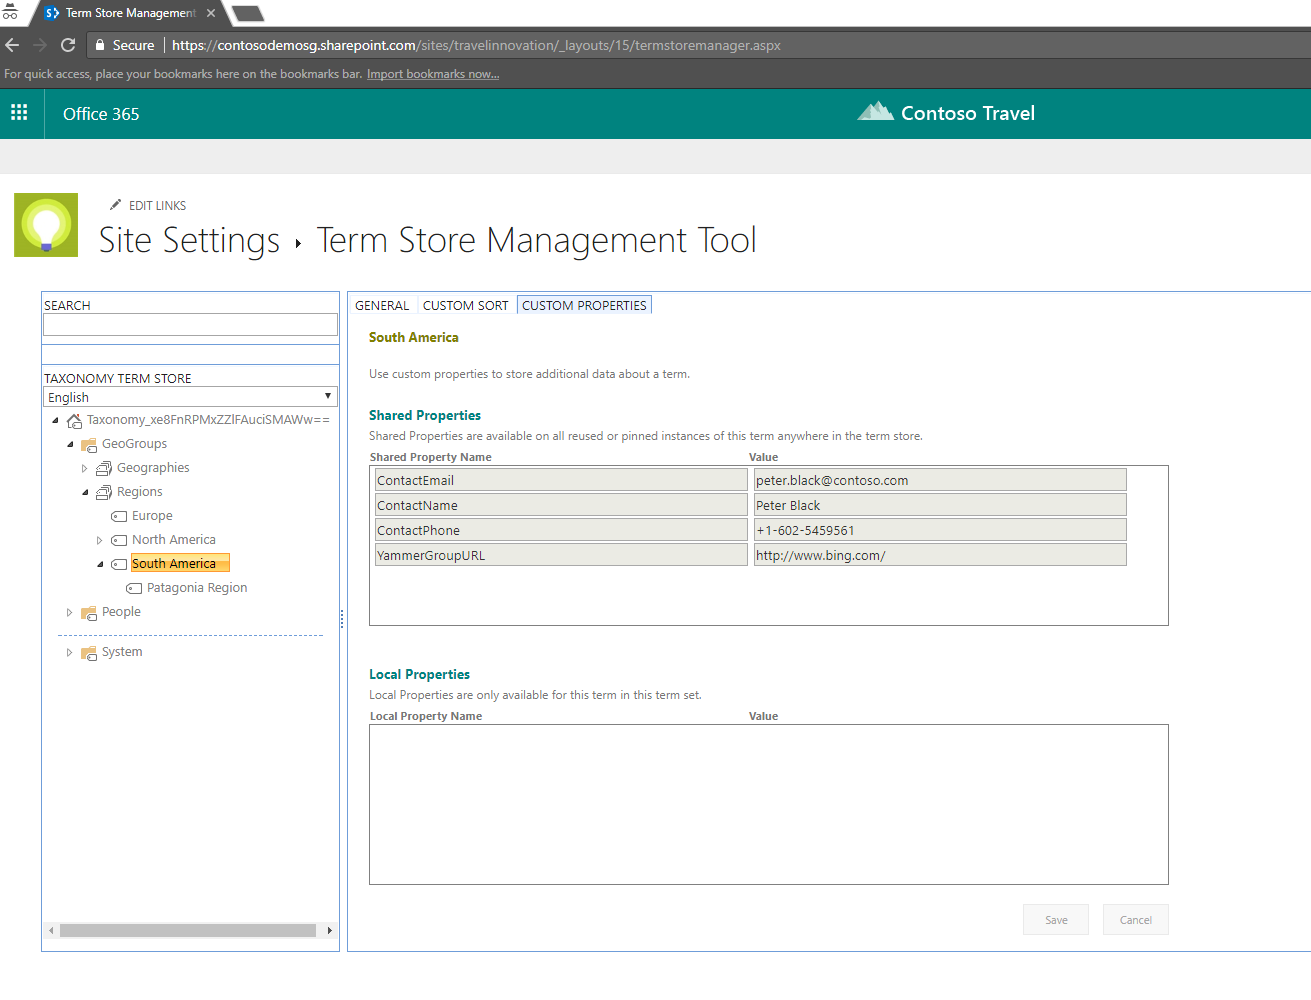 Term Store Management
Secure https://contosodemosg.sharepoint.com/sites/travelinnovation/_layouts/15/termstoremanager.aspx
For quick access, place your bookmarks here on the bookmarks bar. Import bookmarks now...
Office 365
Contoso Travel
EDIT LINKS
Site Settings Term Store Management Tool
SEARCH
TAXONOMY TERM STORE
English
Taxonomy_xe8FnRPMxZZlFAuciSMAWw==
GeoGroups
Geographies
Regions
Europe
North America
South America
Patagonia Region
People
System
GENERAL CUSTOM SORT CUSTOM PROPERTIES
South America
Use custom properties to store additional data about a term.
Shared Properties
Shared Properties are available on all reused or pinned instances of this term anywhere in the term store.
Shared Property Name Value
ContactEmail peter.black@contoso.com
ContactName Peter Black
ContactPhone +1-602-5459561
YammerGroupURL http://www.bing.com/
Local Properties
Local Properties are only available for this term in this term set.
Local Property Name Value
Save Cancel